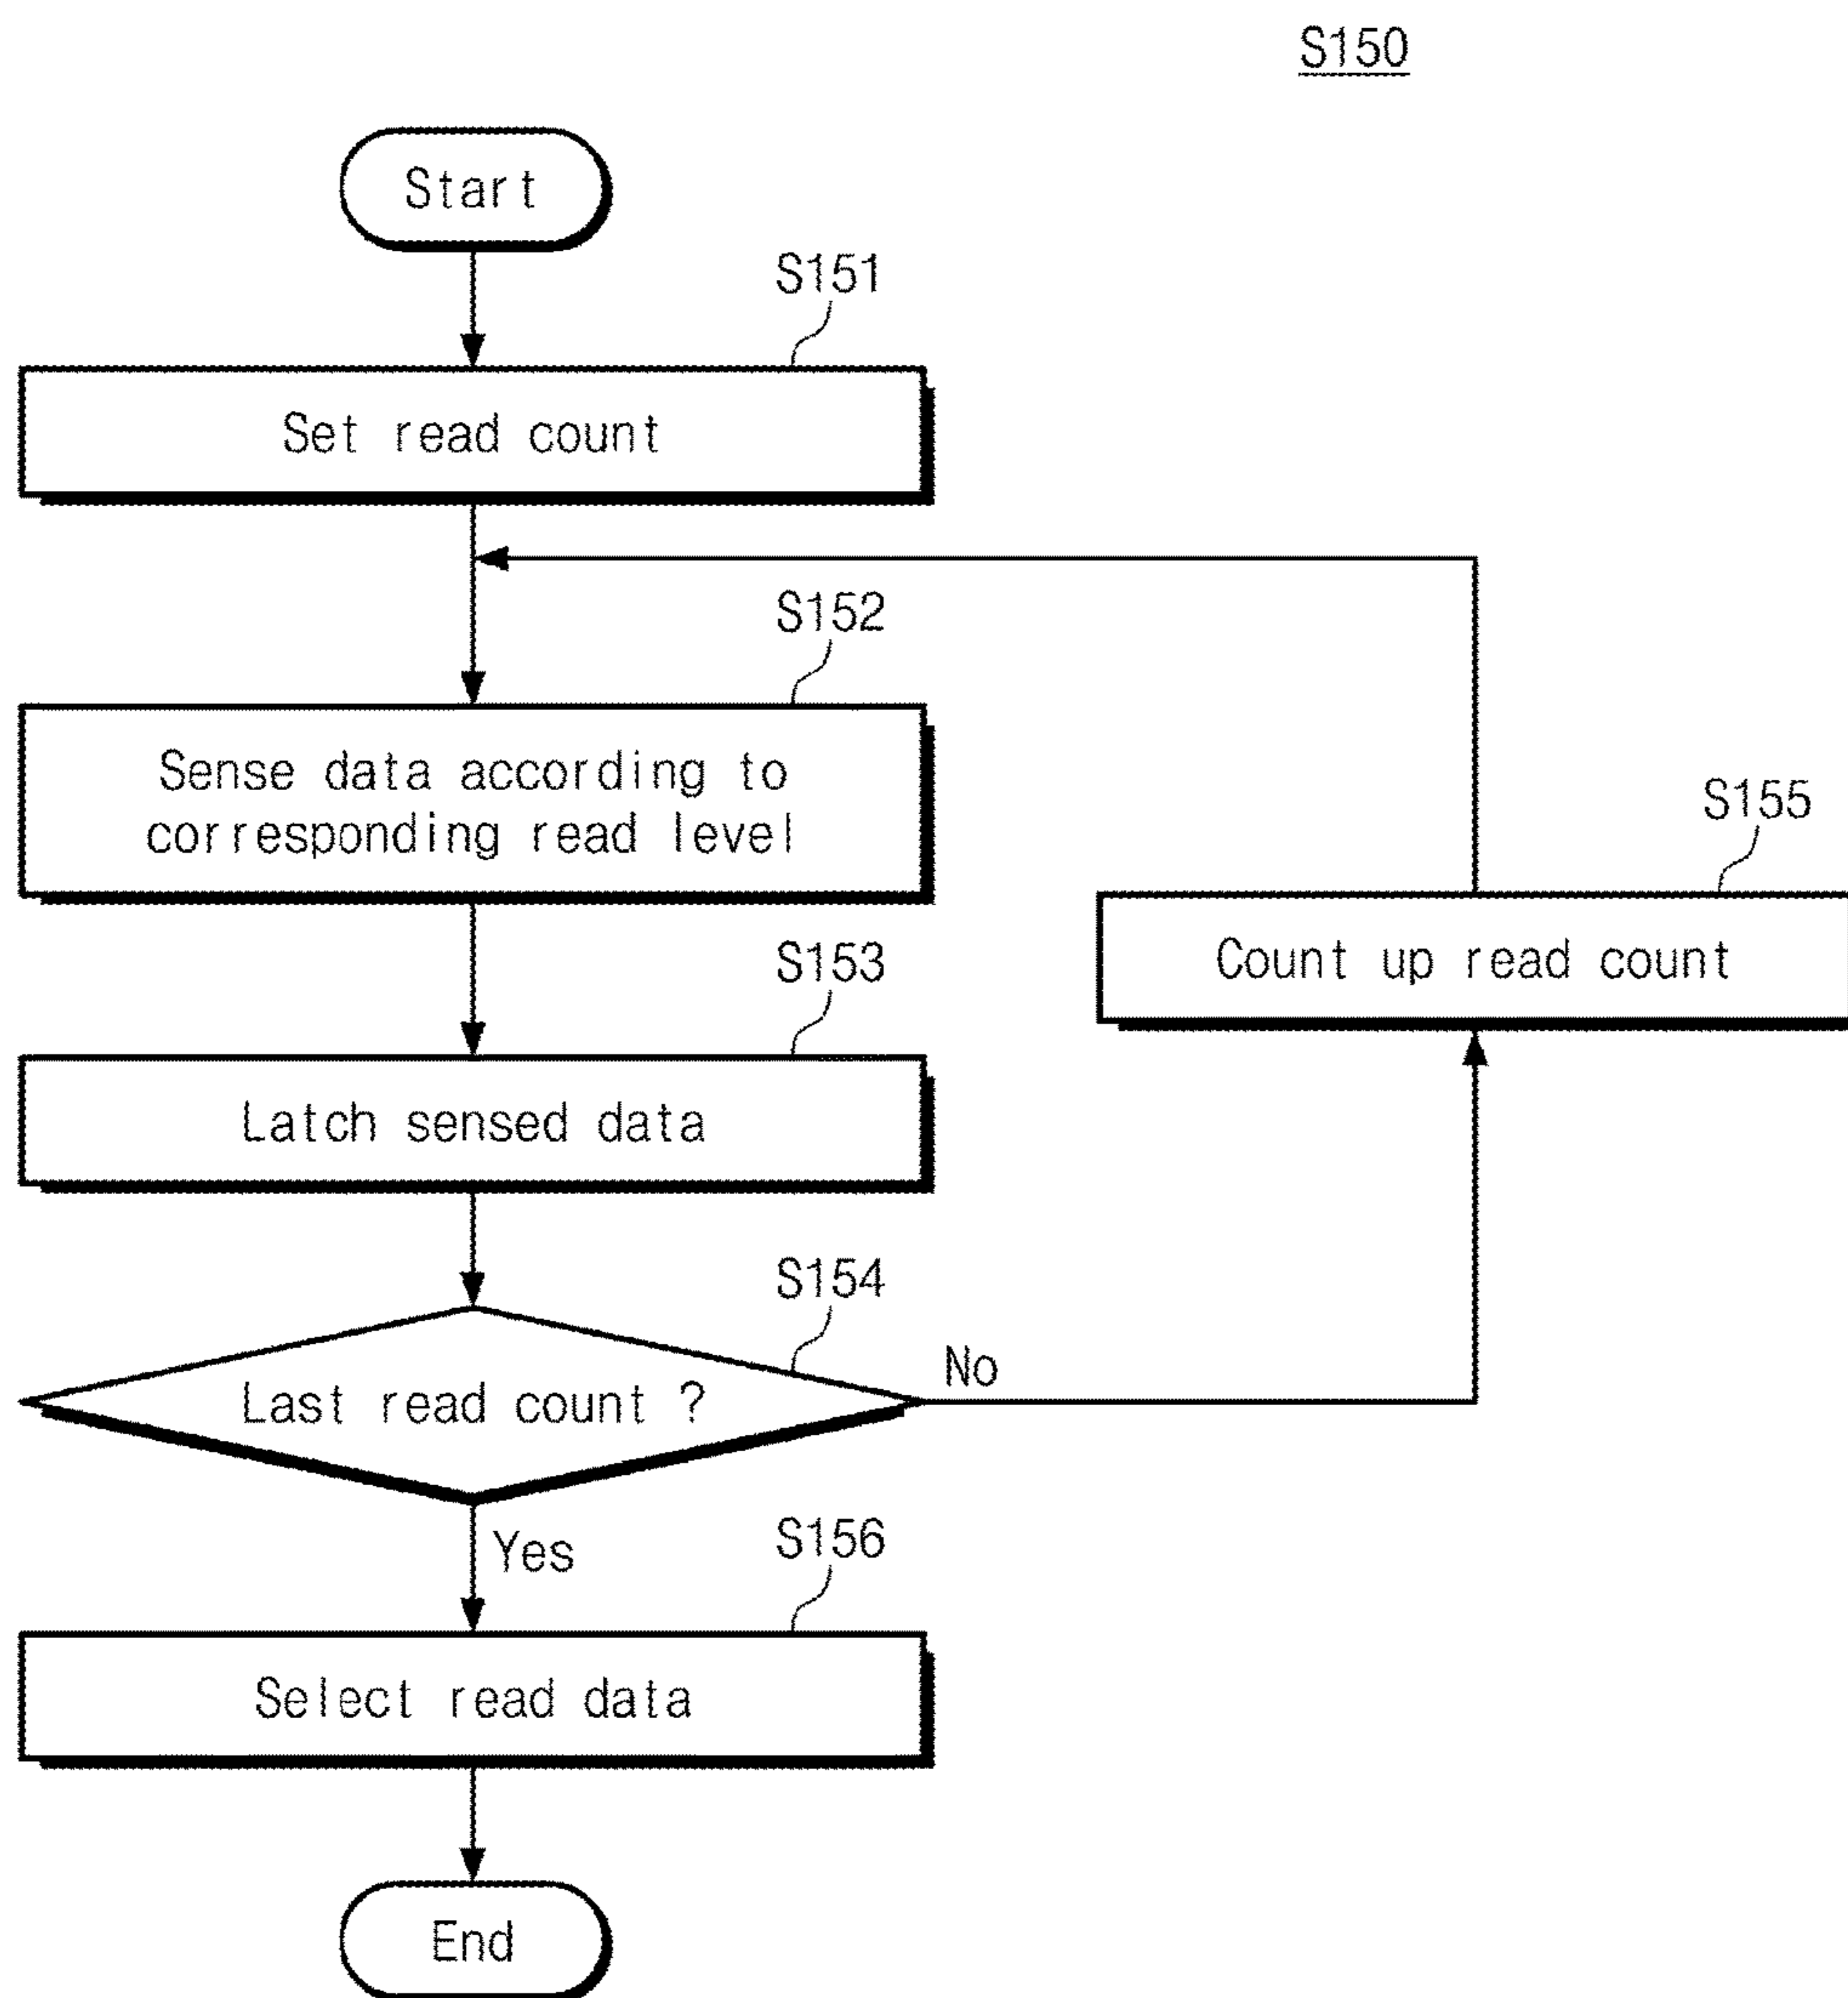 S150
Start
S151
Set read count
S152
Sense data according to
corresponding read level
S155
Count up read count
S153
Latch sensed data
S154
Last read count ?
No
Yes
S156
Select read data
End